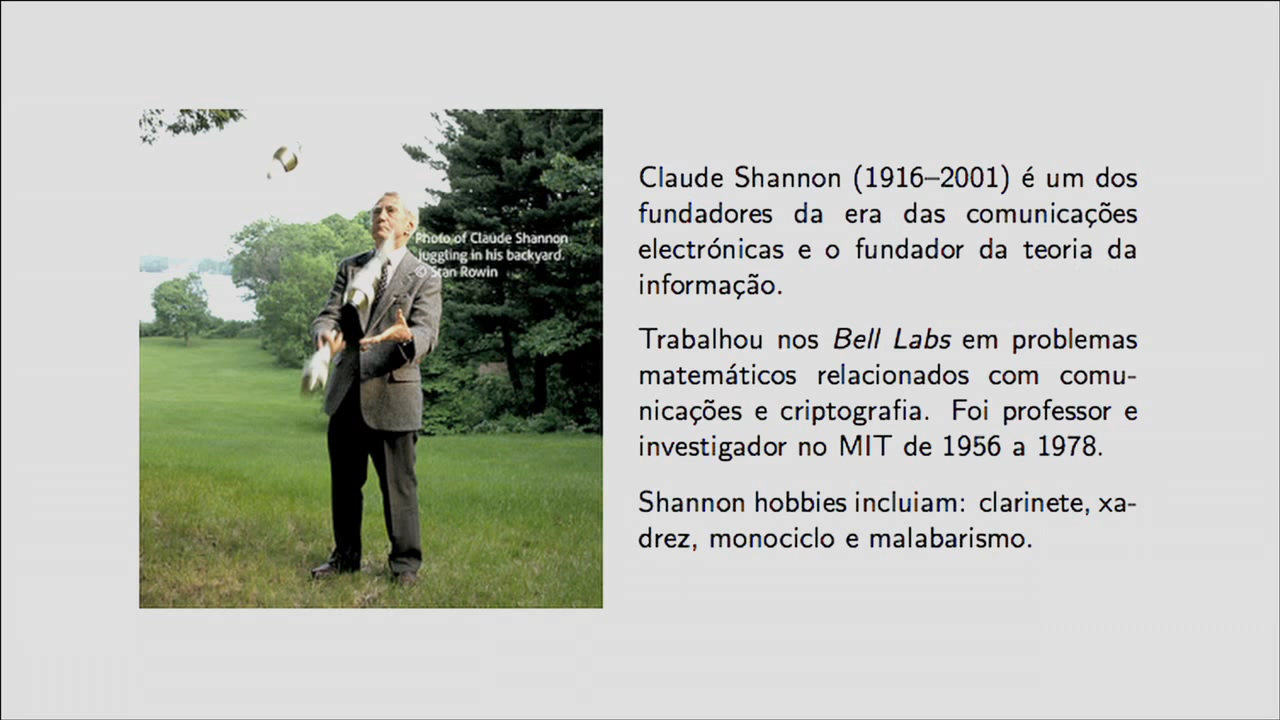 Photo of Claude Shannon
juggling in his backyard.
© Stan Rowin
Claude Shannon (1916–2001) é um dos
fundadores da era das comunicações
electrónicas e o fundador da teoria da
informação.
Trabalhou nos Bell Labs em problemas
matemáticos relacionados com comu-
nicações e criptografia. Foi professor e
investigador no MIT de 1956 a 1978.
Shannon hobbies incluiam: clarinete, xa-
drez, monociclo e malabarismo.